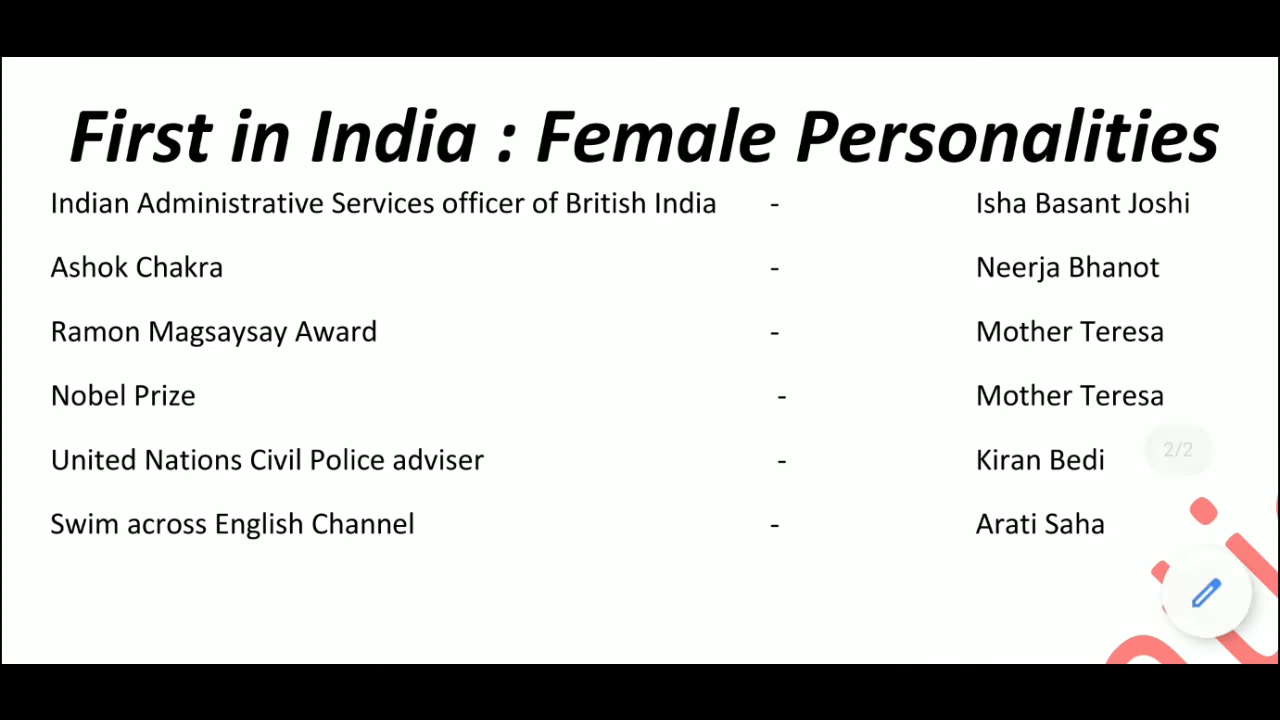 First in India : Female Personalities
Indian Administrative Services officer of British India - Isha Basant Joshi
Ashok Chakra - Neerja Bhanot
Ramon Magsaysay Award - Mother Teresa
Nobel Prize - Mother Teresa
United Nations Civil Police adviser - Kiran Bedi
2/2
Swim across English Channel - Arati Saha